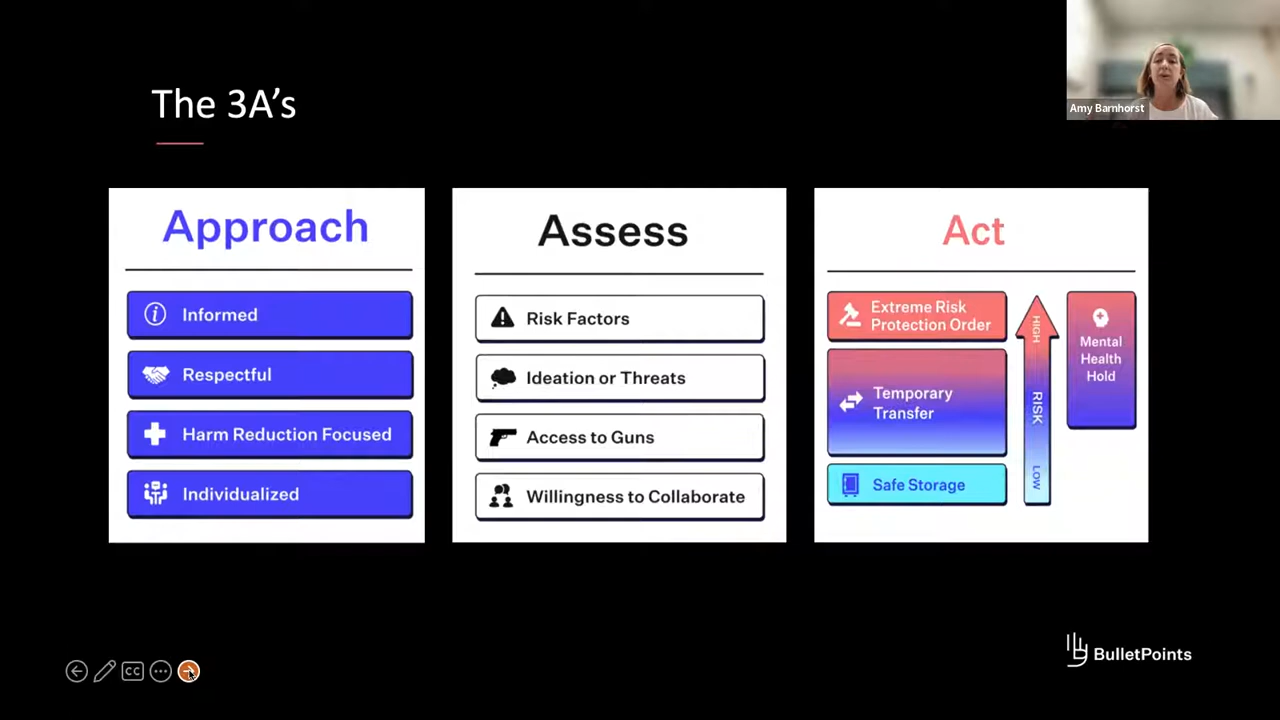 The 3A's
Amy Barnhorst
Approach
Informed
Respectful
Harm Reduction Focused
Individualized
Assess
Risk Factors
Ideation or Threats
Access to Guns
Willingness to Collaborate
Act
Extreme Risk
Protection Order
Temporary
Transfer
Safe Storage
HIGH
RISK
LOW
Mental
Health
Hold
CC
BulletPoints